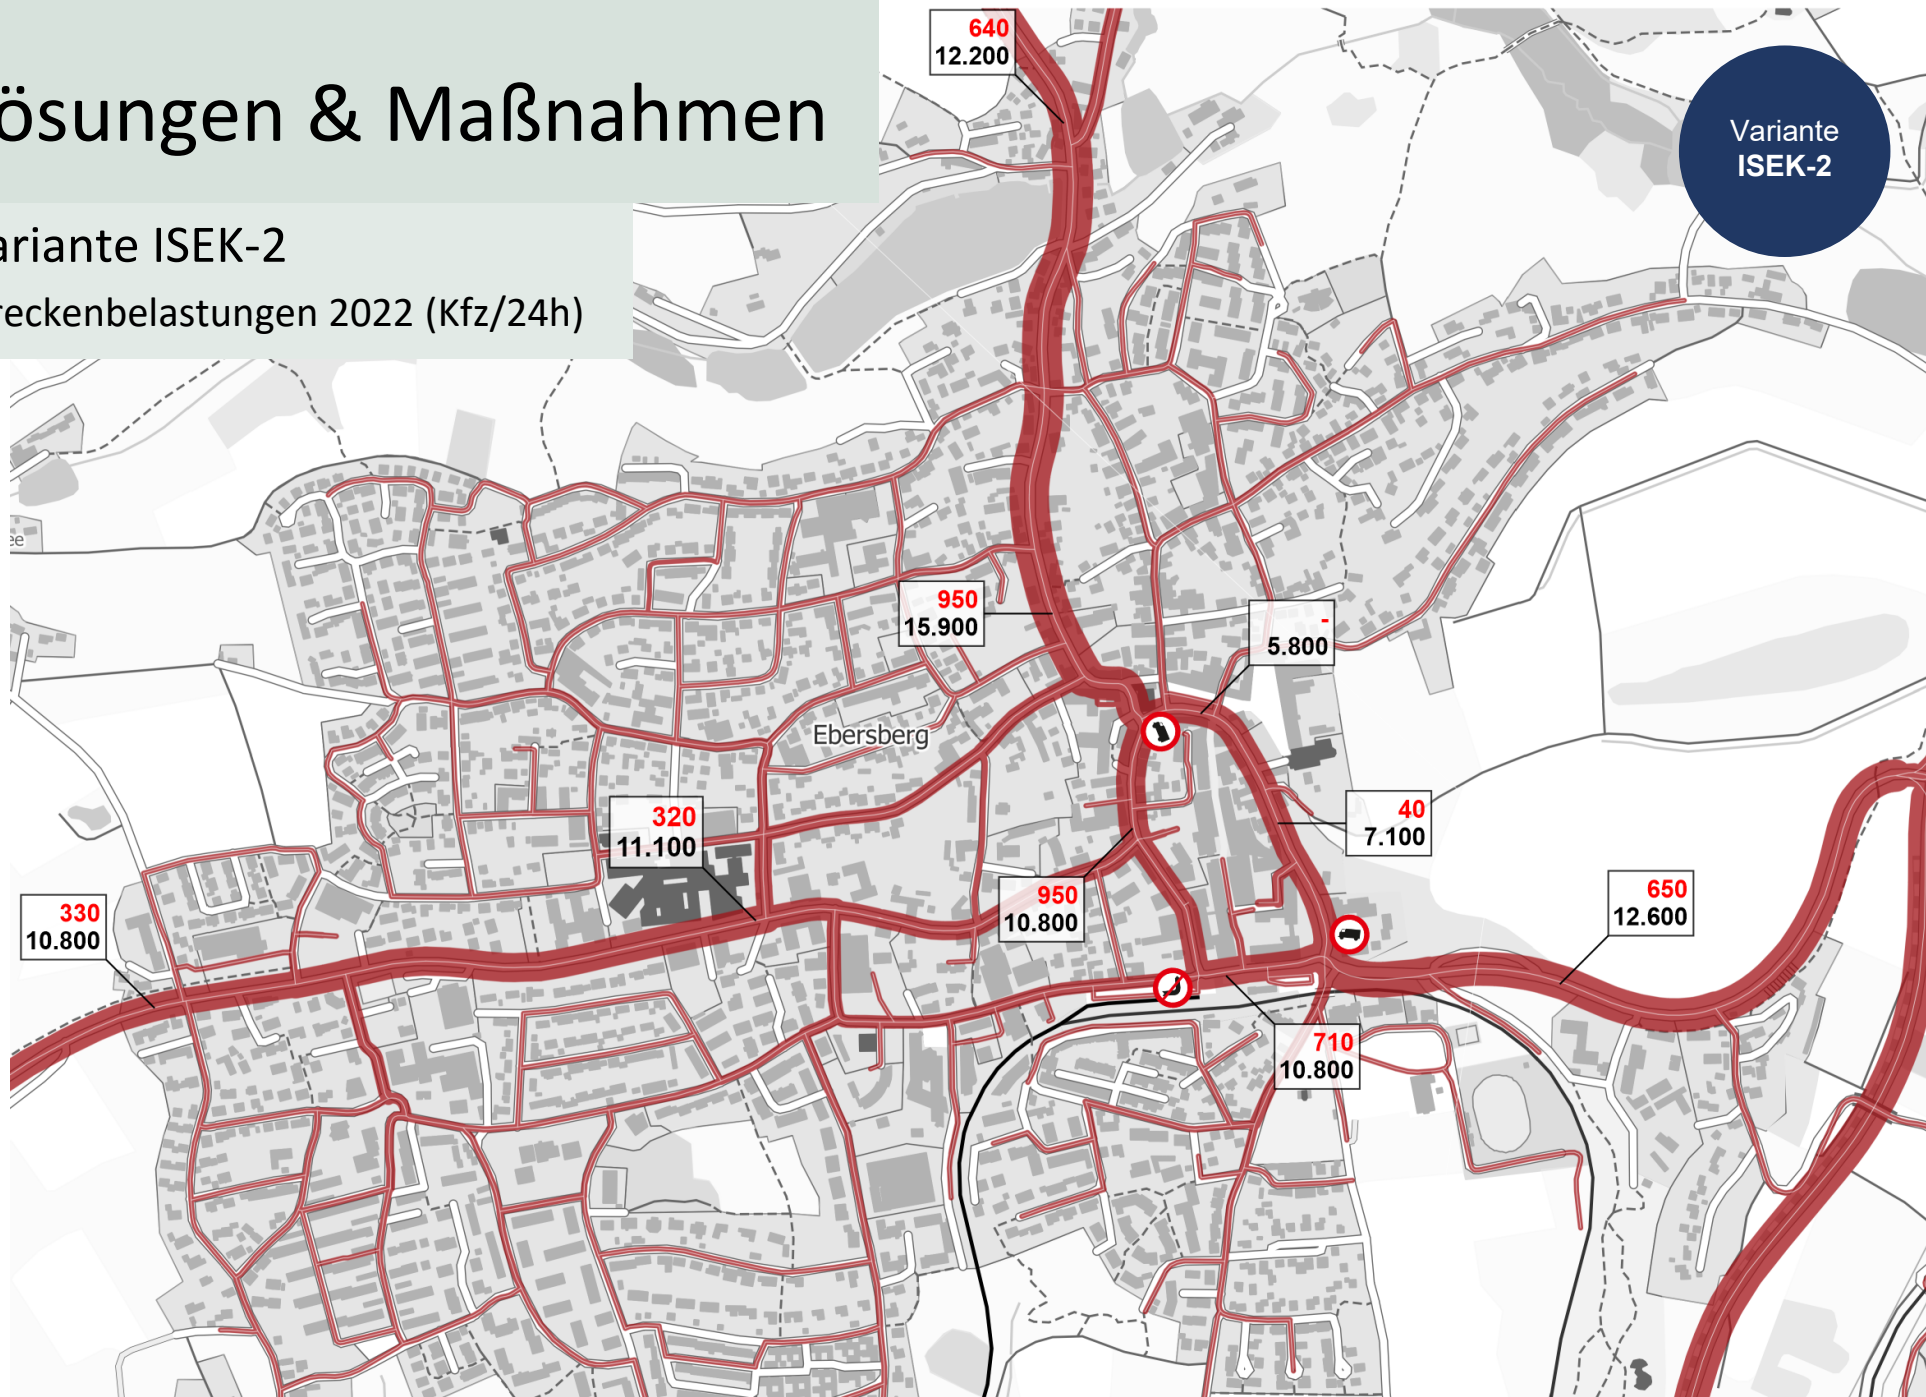 640
12.200
ösungen & Maßnahmen
Variante
ISEK-2
ariante ISEK-2
reckenbelastungen 2022 (Kfz/24h)
ee
950
15.900
-
5.800
Ebersberg
320
11.100
40
7.100
330
10.800
950
10.800
650
12.600
710
10.800